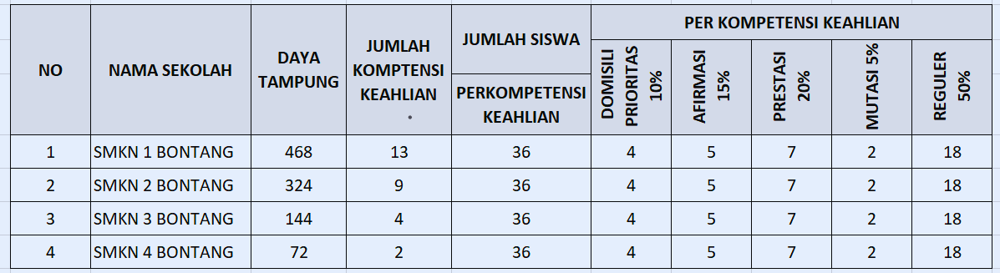 NO
NAMA SEKOLAH
DAYA
TAMPUNG
JUMLAH
KOMPTENSI
KEAHLIAN
JUMLAH SISWA
PERKOMPETENSI
KEAHLIAN
PER KOMPETENSI KEAHLIAN
DOMISILI
PRIORITAS
10%
AFIRMASI
15%
PRESTASI
20%
MUTASI 5%
REGULER
50%
1 SMKN 1 BONTANG 468 13 36 4 5 7 2 18
2 SMKN 2 BONTANG 324 9 36 4 5 7 2 18
3 SMKN 3 BONTANG 144 4 36 4 5 7 2 18
4 SMKN 4 BONTANG 72 2 36 4 5 7 2 18